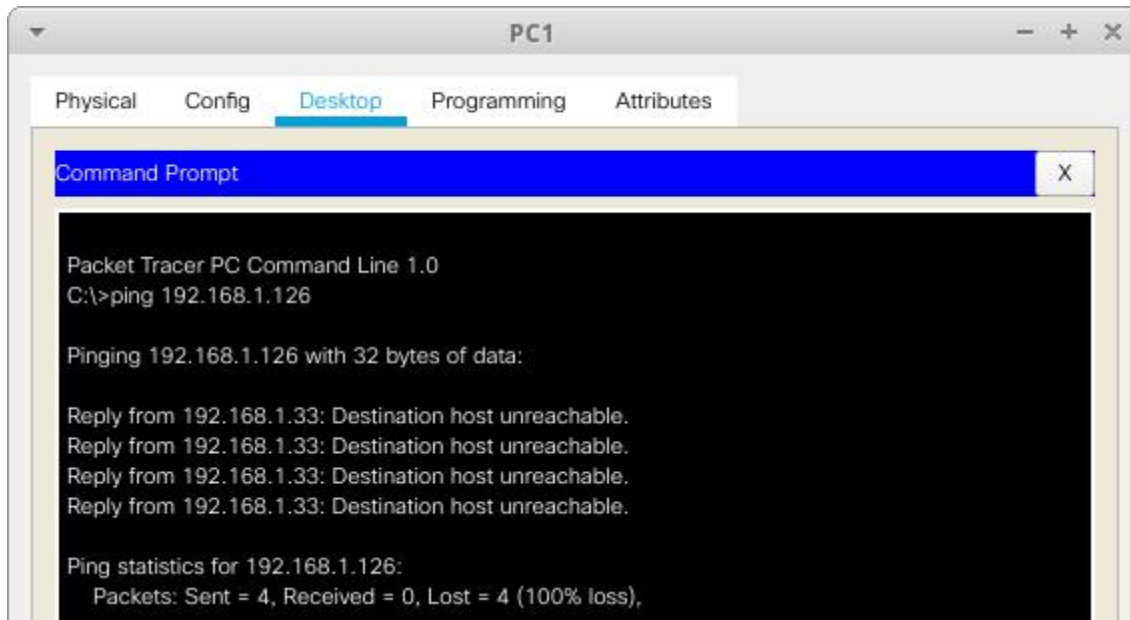 PC1
Physical Config Desktop Programming Attributes
Command Prompt X
Packet Tracer PC Command Line 1.0
C:\>ping 192.168.1.126
Pinging 192.168.1.126 with 32 bytes of data:
Reply from 192.168.1.33: Destination host unreachable.
Reply from 192.168.1.33: Destination host unreachable.
Reply from 192.168.1.33: Destination host unreachable.
Reply from 192.168.1.33: Destination host unreachable.
Ping statistics for 192.168.1.126:
Packets: Sent = 4, Received = 0, Lost = 4 (100% loss),